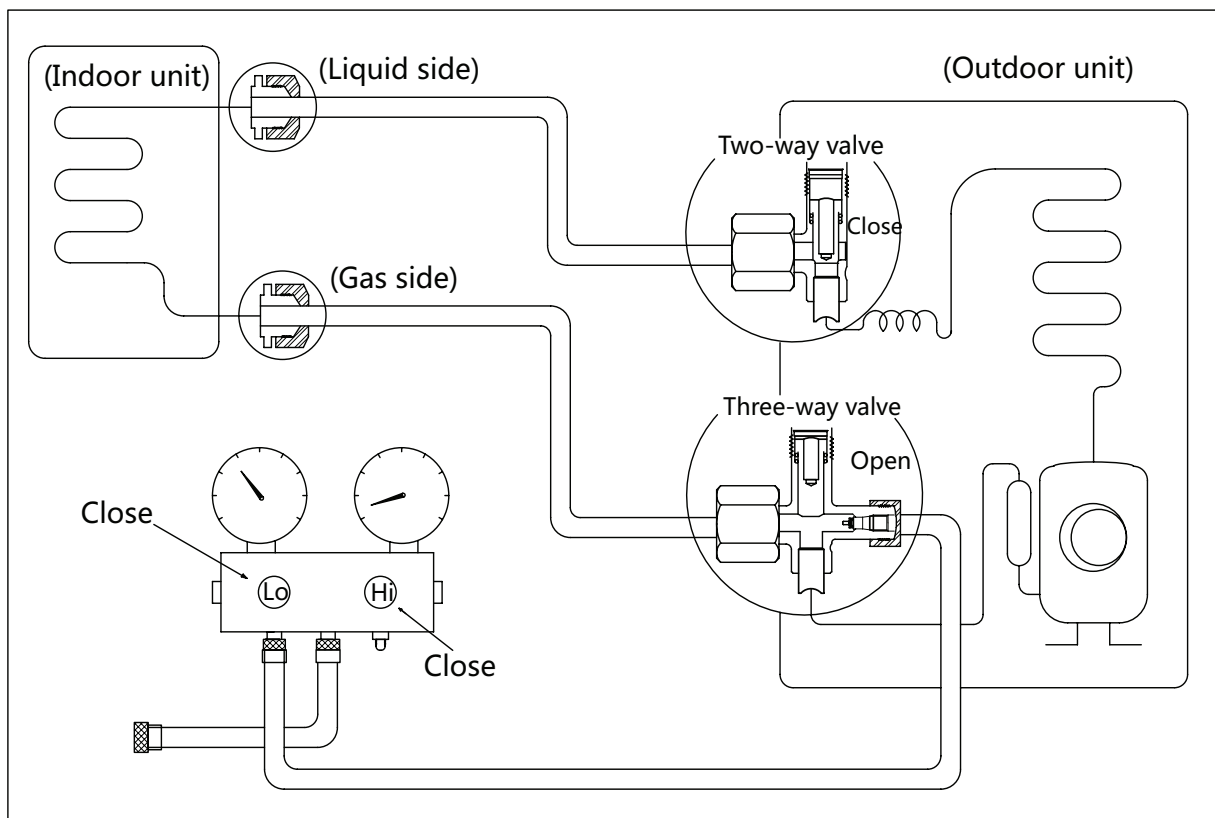 (Indoor unit)
(Liquid side)
(Outdoor unit)
Two-way valve
Close
(Gas side)
Three-way valve
Open
Close
Lo
Hi
Close